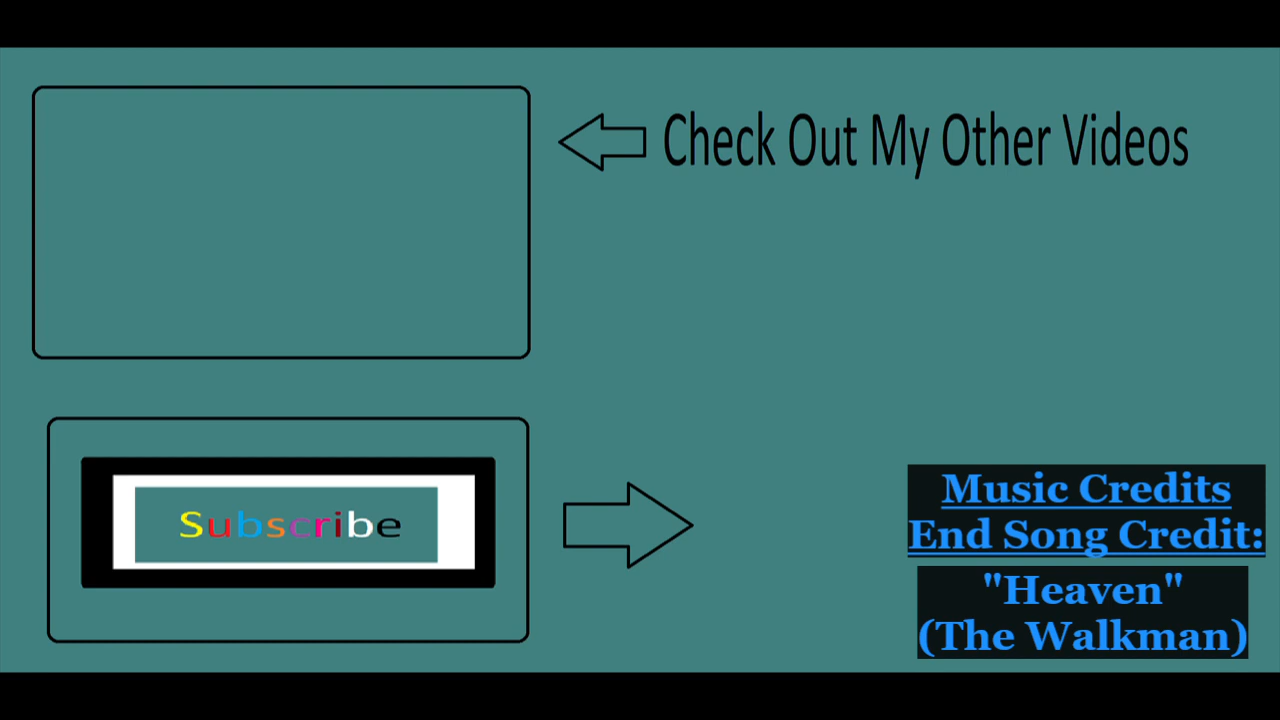 Check Out My Other Videos
Subscribe
Music Credits
End Song Credit:
"Heaven"
(The Walkman)